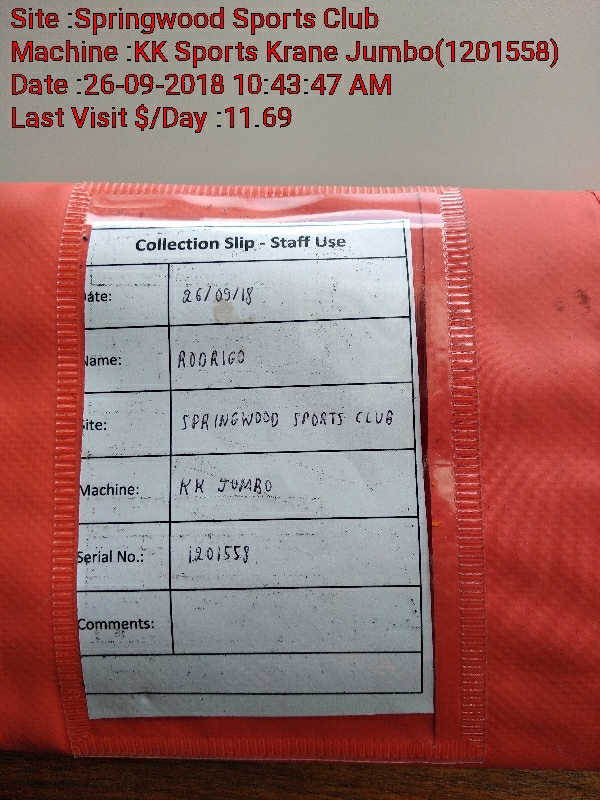 Site :Springwood Sports Club
Machine :KK Sports Krane Jumbo(1201558)
Date :26-09-2018 10:43:47 AM
Last Visit $/Day :11.69
Collection Slip - Staff Use
Date: 26/09/18
Name: RODRIGO
Site: SPRINGWOOD SPORTS CLUB
Machine: KK JUMBO
Serial No.: 1201558
Comments: